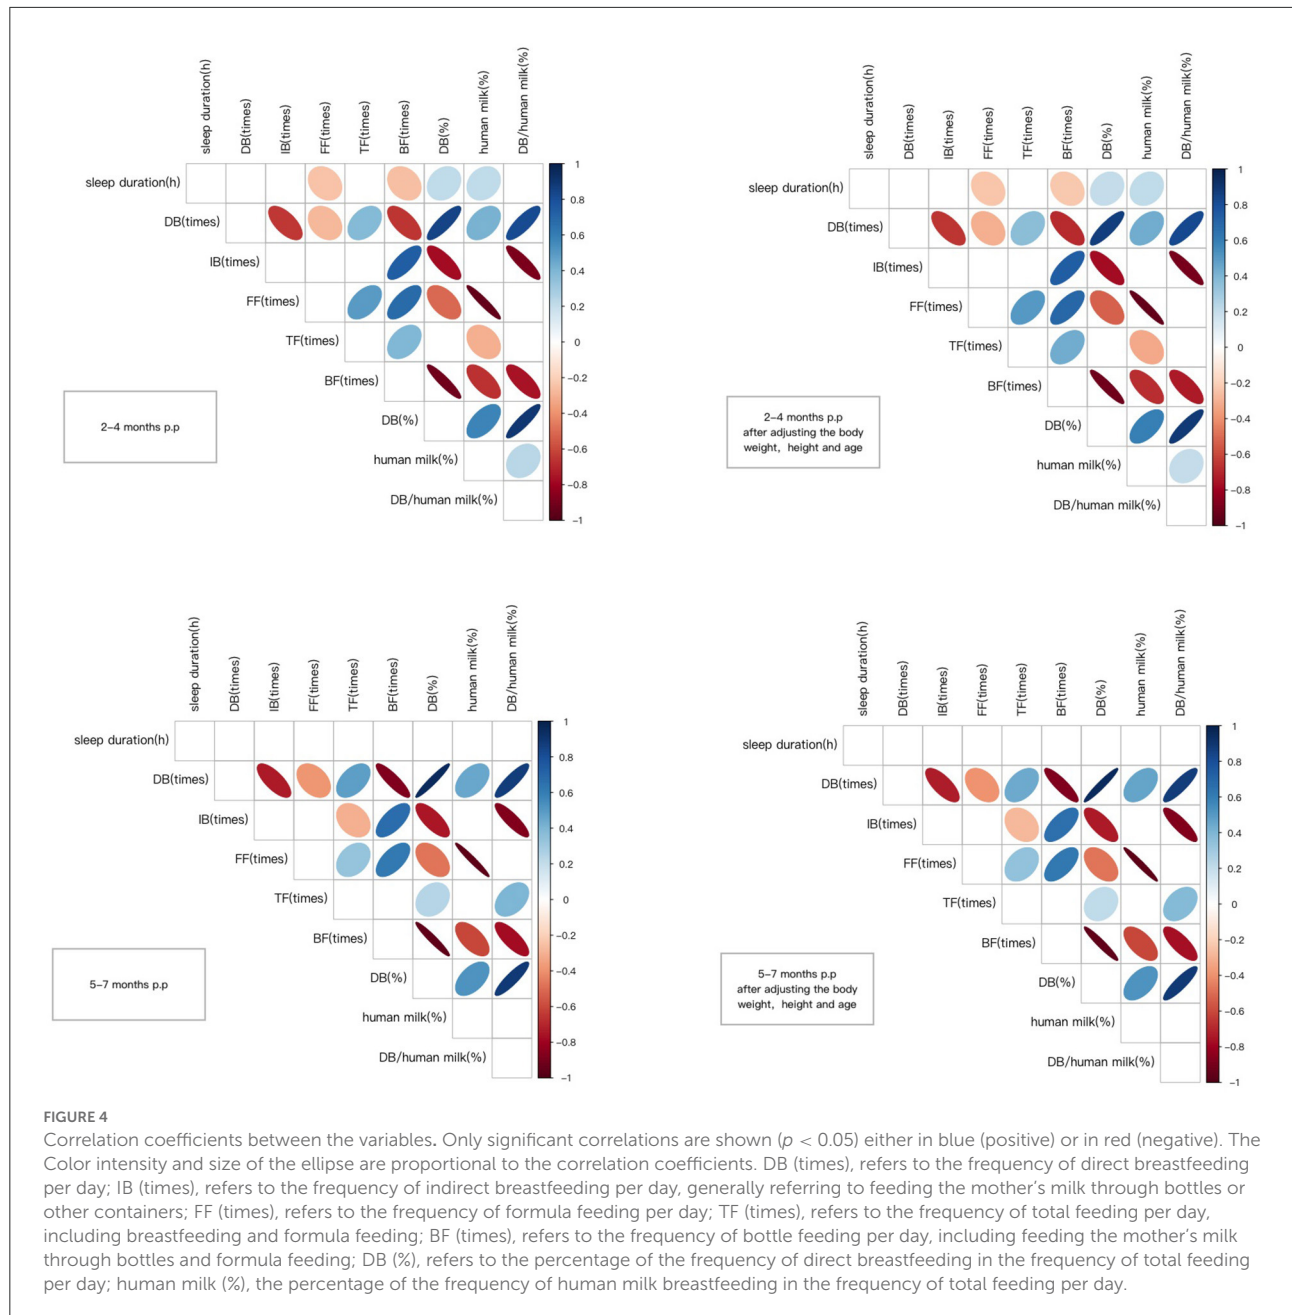 sleep duration(h)
DB(times)
IB(times)
FF(times)
TF(times)
BF(times)
DB(%)
human milk(%)
DB/human milk(%)
sleep duration(h)
DB(times)
IB(times)
FF(times)
TF(times)
BF(times)
DB(%)
human milk(%)
DB/human milk(%)
1
0.8
0.6
0.4
0.2
0
-0.2
-0.4
-0.6
-0.8
-1
2-4 months p.p
sleep duration(h)
DB(times)
IB(times)
FF(times)
TF(times)
BF(times)
DB(%)
human milk(%)
DB/human milk(%)
sleep duration(h)
DB(times)
IB(times)
FF(times)
TF(times)
BF(times)
DB(%)
human milk(%)
DB/human milk(%)
1
0.8
0.6
0.4
0.2
0
-0.2
-0.4
-0.6
-0.8
-1
2-4 months p.p
after adjusting the body
weight, height and age
sleep duration(h)
DB(times)
IB(times)
FF(times)
TF(times)
BF(times)
DB(%)
human milk(%)
DB/human milk(%)
sleep duration(h)
DB(times)
IB(times)
FF(times)
TF(times)
BF(times)
DB(%)
human milk(%)
DB/human milk(%)
1
0.8
0.6
0.4
0.2
0
-0.2
-0.4
-0.6
-0.8
-1
5-7 months p.p
sleep duration(h)
DB(times)
IB(times)
FF(times)
TF(times)
BF(times)
DB(%)
human milk(%)
DB/human milk(%)
sleep duration(h)
DB(times)
IB(times)
FF(times)
TF(times)
BF(times)
DB(%)
human milk(%)
DB/human milk(%)
1
0.8
0.6
0.4
0.2
0
-0.2
-0.4
-0.6
-0.8
-1
5-7 months p.p
after adjusting the body
weight, height and age
FIGURE 4
Correlation coefficients between the variables. Only significant correlations are shown (p < 0.05) either in blue (positive) or in red (negative). The
Color intensity and size of the ellipse are proportional to the correlation coefficients. DB (times), refers to the frequency of direct breastfeeding
per day; IB (times), refers to the frequency of indirect breastfeeding per day, generally referring to feeding the mother's milk through bottles or
other containers; FF (times), refers to the frequency of formula feeding per day; TF (times), refers to the frequency of total feeding per day,
including breastfeeding and formula feeding; BF (times), refers to the frequency of bottle feeding per day, including feeding the mother's milk
through bottles and formula feeding; DB (%), refers to the percentage of the frequency of direct breastfeeding in the frequency of total feeding
per day; human milk (%), the percentage of the frequency of human milk breastfeeding in the frequency of total feeding per day.